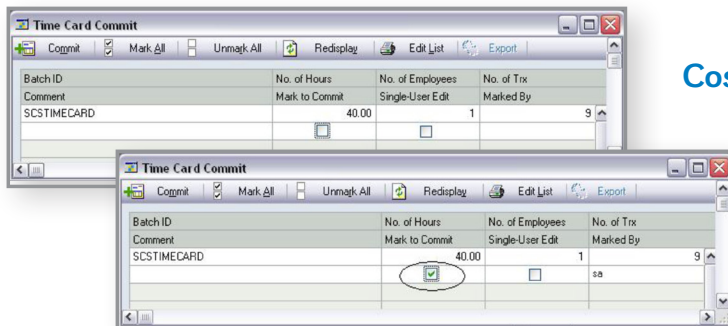 Time Card Commit
Commit Mark All Unmark All Redisplay Edit List Export
Batch ID No. of Hours No. of Employees No. of Trx
Comment Mark to Commit Single-User Edit Marked By
SCSTIMECARD 40.00 1 9
Cos
Time Card Commit
Commit Mark All Unmark All Redisplay Edit List Export
Batch ID No. of Hours No. of Employees No. of Trx
Comment Mark to Commit Single-User Edit Marked By
SCSTIMECARD 40.00 1 9
sa